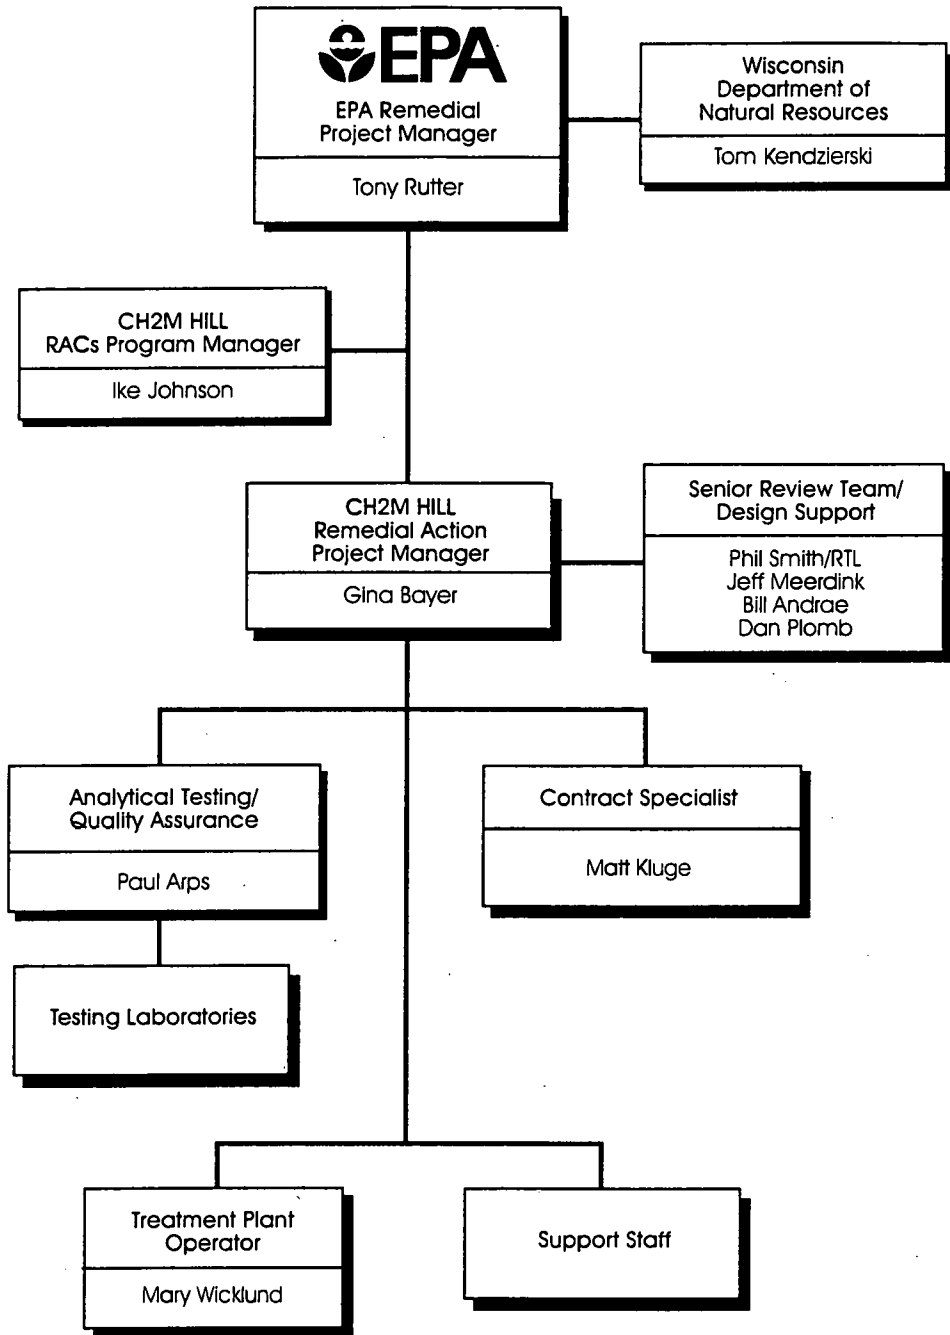 EPA
EPA Remedial
Project Manager
Tony Rutter
Wisconsin
Department of
Natural Resources
Tom Kendzierski
CH2M HILL
RACs Program Manager
Ike Johnson
CH2M HILL
Remedial Action
Project Manager
Gina Bayer
Senior Review Team/
Design Support
Phil Smith/RTL
Jeff Meerdink
Bill Andrae
Dan Plomb
Analytical Testing/
Quality Assurance
Paul Arps
Contract Specialist
Matt Kluge
Testing Laboratories
Treatment Plant
Operator
Mary Wicklund
Support Staff